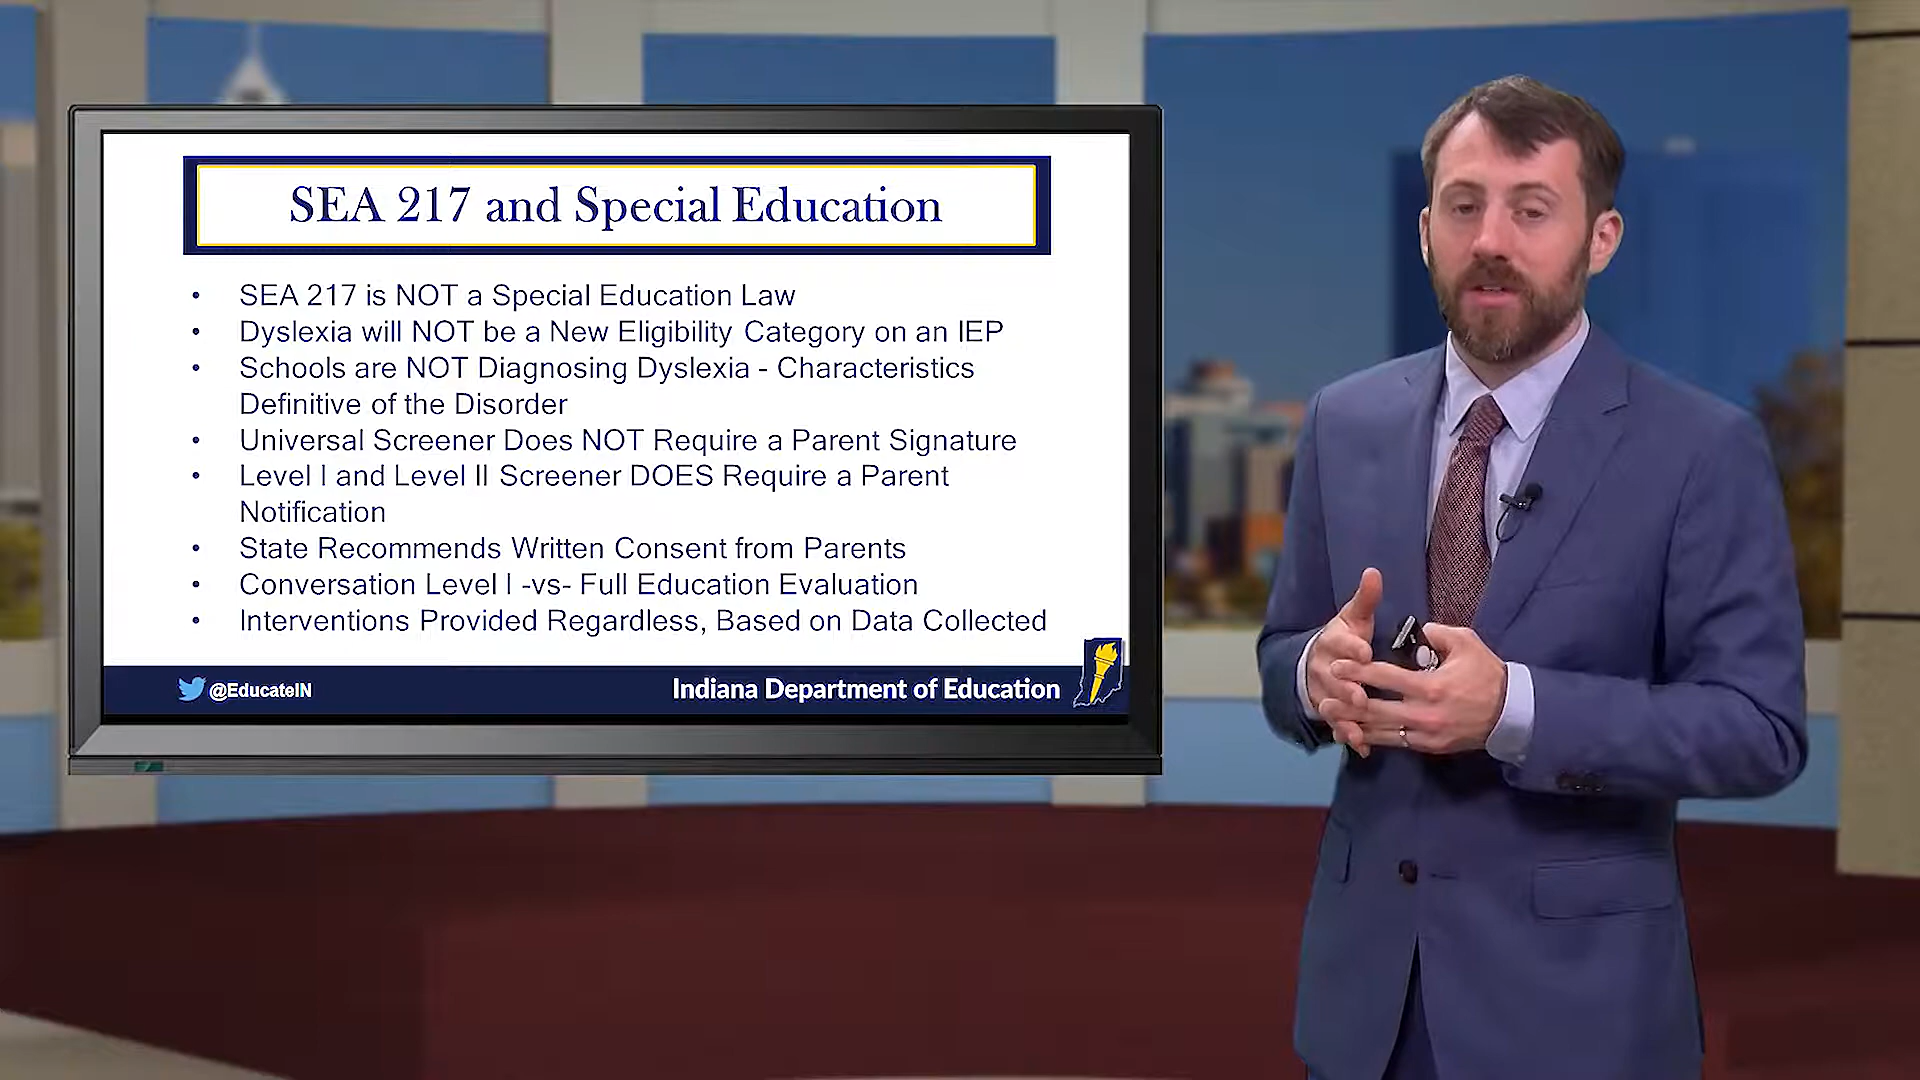 SEA 217 and Special Education
• SEA 217 is NOT a Special Education Law
• Dyslexia will NOT be a New Eligibility Category on an IEP
• Schools are NOT Diagnosing Dyslexia - Characteristics
Definitive of the Disorder
• Universal Screener Does NOT Require a Parent Signature
• Level I and Level II Screener DOES Require a Parent
Notification
• State Recommends Written Consent from Parents
• Conversation Level I -vs- Full Education Evaluation
• Interventions Provided Regardless, Based on Data Collected
@EducateIN
Indiana Department of Education